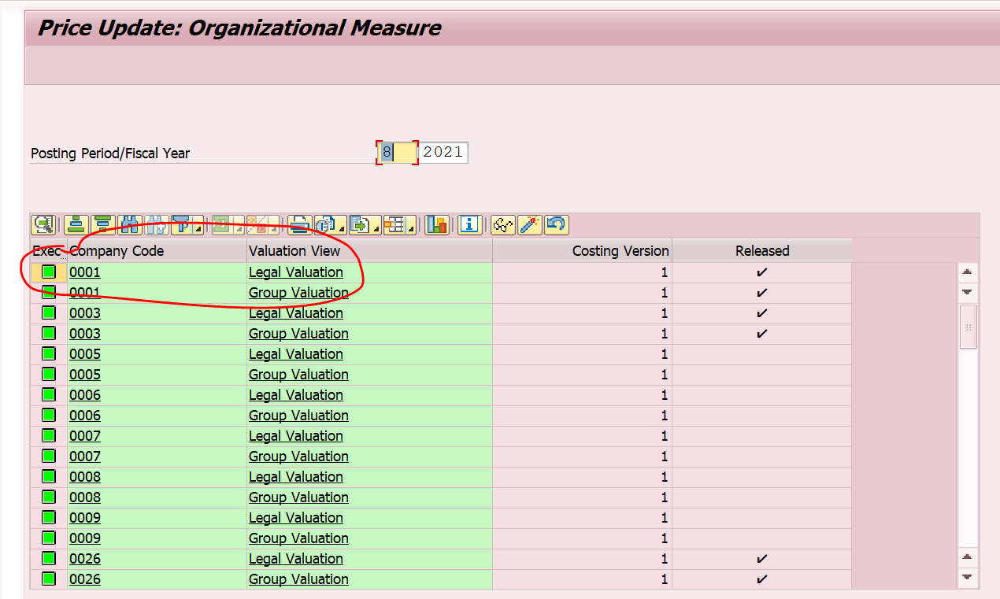 Price Update: Organizational Measure
Posting Period/Fiscal Year 8 2021
Exec.. Company Code Valuation View Costing Version Released
0001 Legal Valuation 1 ✔
0001 Group Valuation 1 ✔
0003 Legal Valuation 1 ✔
0003 Group Valuation 1 ✔
0005 Legal Valuation 1
0005 Group Valuation 1
0006 Legal Valuation 1
0006 Group Valuation 1
0007 Legal Valuation 1
0007 Group Valuation 1
0008 Legal Valuation 1
0008 Group Valuation 1
0009 Legal Valuation 1
0009 Group Valuation 1
0026 Legal Valuation 1 ✔
0026 Group Valuation 1 ✔